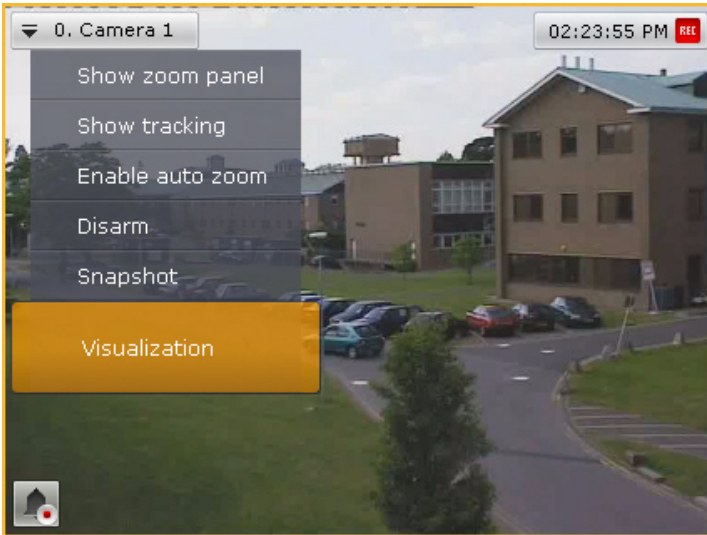 0. Camera 1
02:23:55 PM REC
Show zoom panel
Show tracking
Enable auto zoom
Disarm
Snapshot
Visualization